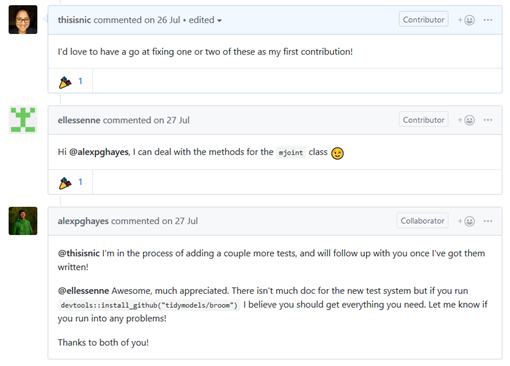 thisisnic commented on 26 Jul • edited
Contributor
I'd love to have a go at fixing one or two of these as my first contribution!
1
ellessenne commented on 27 Jul
Contributor
Hi @alexpghayes, I can deal with the methods for the mjoint class
1
alexpghayes commented on 27 Jul
Collaborator
@thisisnic I'm in the process of adding a couple more tests, and will follow up with you once I've got them
written!
@ellessenne Awesome, much appreciated. There isn't much doc for the new test system but if you run
devtools::install_github("tidymodels/broom") I believe you should get everything you need. Let me know if
you run into any problems!
Thanks to both of you!